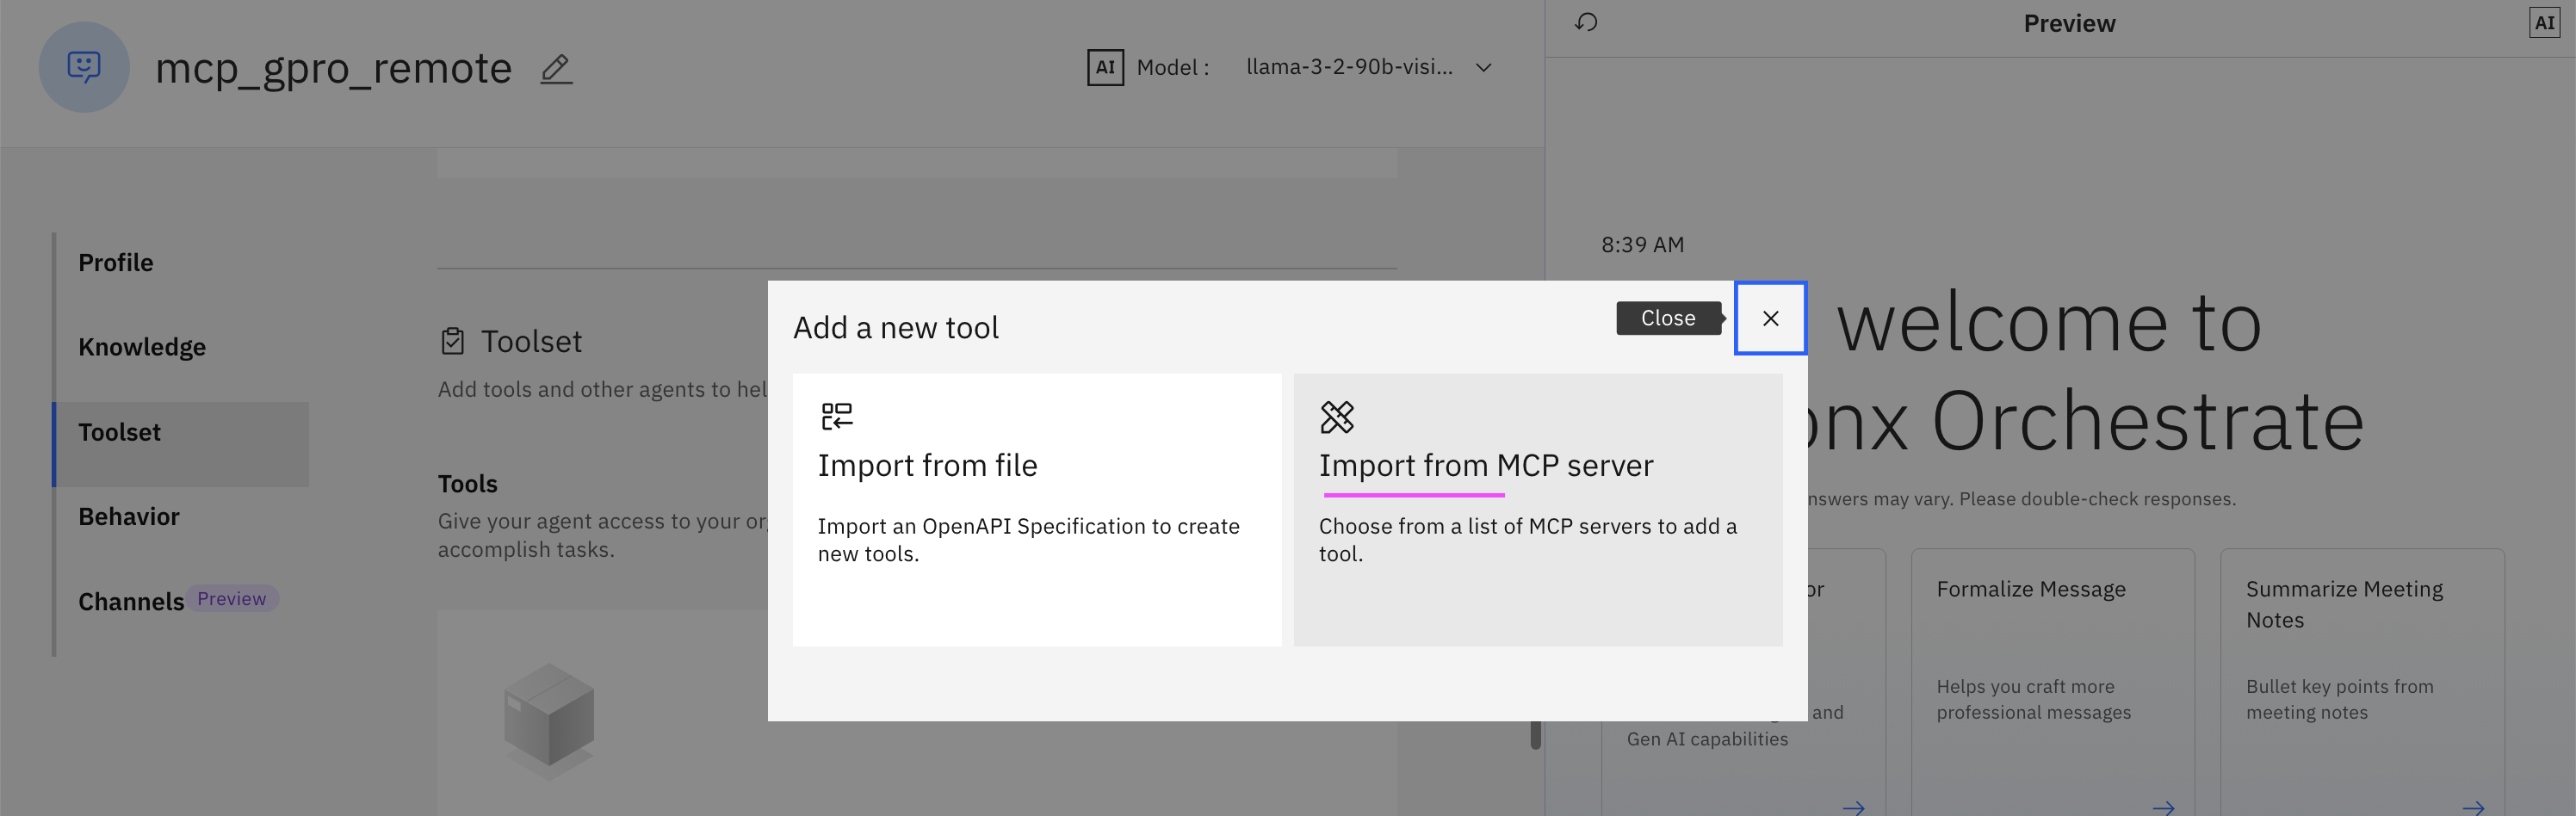 mcp_gpro_remote
AI Model : llama-3-2-90b-visi...
Preview
AI
Profile
Knowledge
Toolset
Behavior
Channels Preview
Toolset
Add tools and other agents to hel
Tools
Give your agent access to your or
accomplish tasks.
Add a new tool
Close
Import from file
Import an OpenAPI Specification to create
new tools.
Import from MCP server
Choose from a list of MCP servers to add a
tool.
8:39 AM
welcome to
onx Orchestrate
nswers may vary. Please double-check responses.
or
and
Gen AI capabilities
Formalize Message
Helps you craft more
professional messages
Summarize Meeting
Notes
Bullet key points from
meeting notes